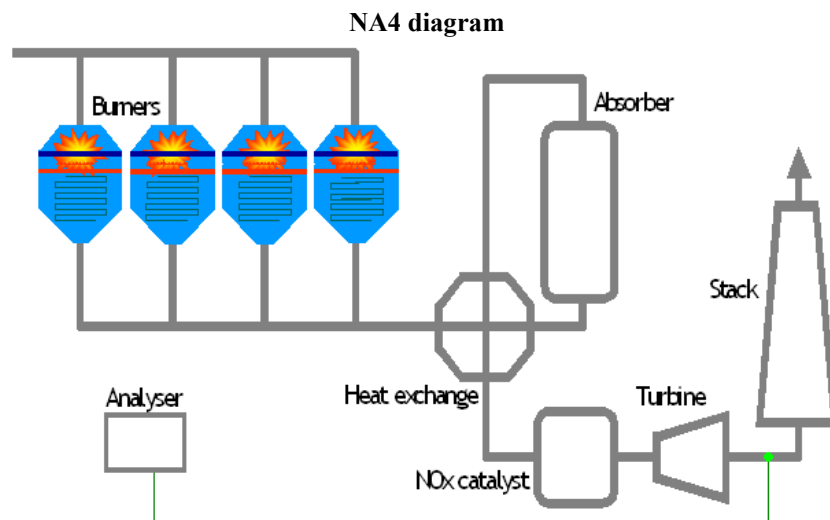 NA4 diagram
Burners
Absorber
Stack
Heat exchange
Analyser
Turbine
NOx catalyst